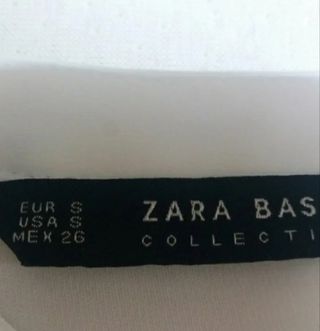 EUR S
USA S
MEX 26
ZARA BAS
COLLECTI